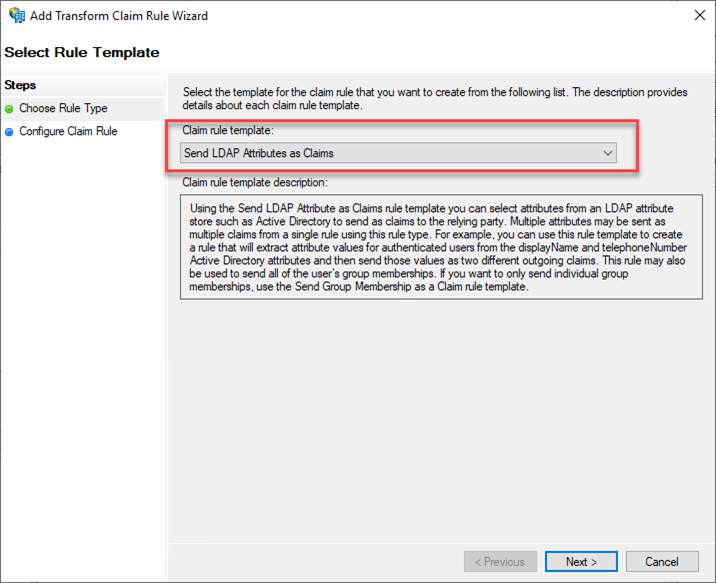 Add Transform Claim Rule Wizard
Select Rule Template
Steps
Choose Rule Type
Configure Claim Rule
Select the template for the claim rule that you want to create from the following list. The description provides
details about each claim rule template.
Claim rule template:
Send LDAP Attributes as Claims
Claim rule template description:
Using the Send LDAP Attribute as Claims rule template you can select attributes from an LDAP attribute
store such as Active Directory to send as claims to the relying party. Multiple attributes may be sent as
multiple claims from a single rule using this rule type. For example, you can use this rule template to create
a rule that will extract attribute values for authenticated users from the displayName and telephoneNumber
Active Directory attributes and then send those values as two different outgoing claims. This rule may also
be used to send all of the user's group memberships. If you want to only send individual group
memberships, use the Send Group Membership as a Claim rule template.
< Previous
Next >
Cancel